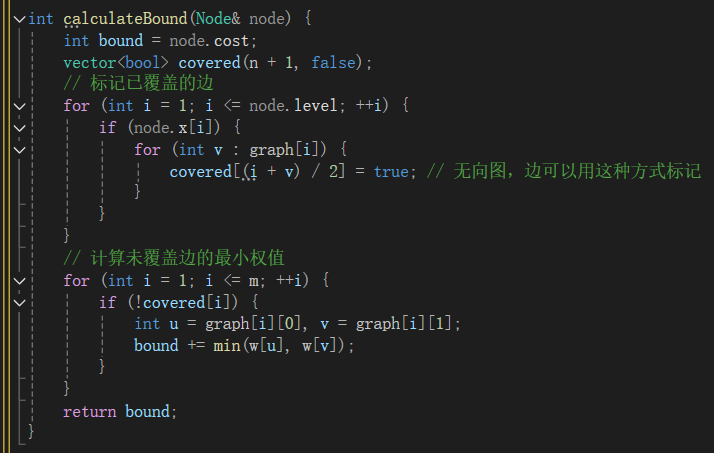 int calculateBound(Node& node) {
    int bound = node.cost;
    vector<bool> covered(n + 1, false);
    // 标记已覆盖的边
    for (int i = 1; i <= node.level; ++i) {
        if (node.x[i]) {
            for (int v : graph[i]) {
                covered[(i + v) / 2] = true; // 无向图，边可以用这种方式标记
            }
        }
    }
    // 计算未覆盖边的最小权值
    for (int i = 1; i <= m; ++i) {
        if (!covered[i]) {
            int u = graph[i][0], v = graph[i][1];
            bound += min(w[u], w[v]);
        }
    }
    return bound;
}